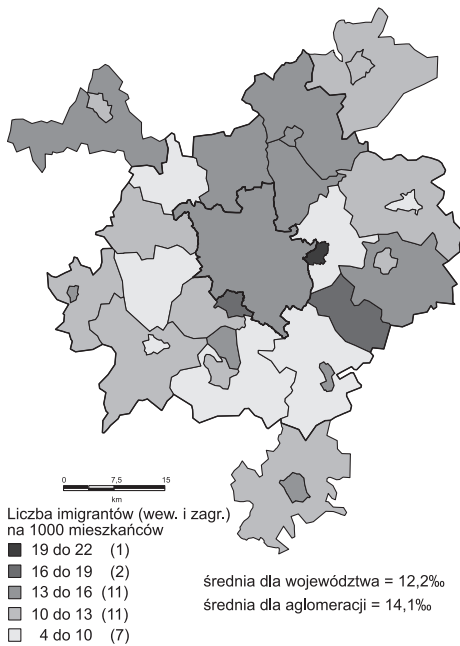 0 7,5 15
km
Liczba imigrantów (wew. i zagr.)
na 1000 mieszkańców
19 do 22 (1)
16 do 19 (2)
13 do 16 (11)
10 do 13 (11)
4 do 10 (7)
średnia dla województwa = 12,2‰
średnia dla aglomeracji = 14,1‰